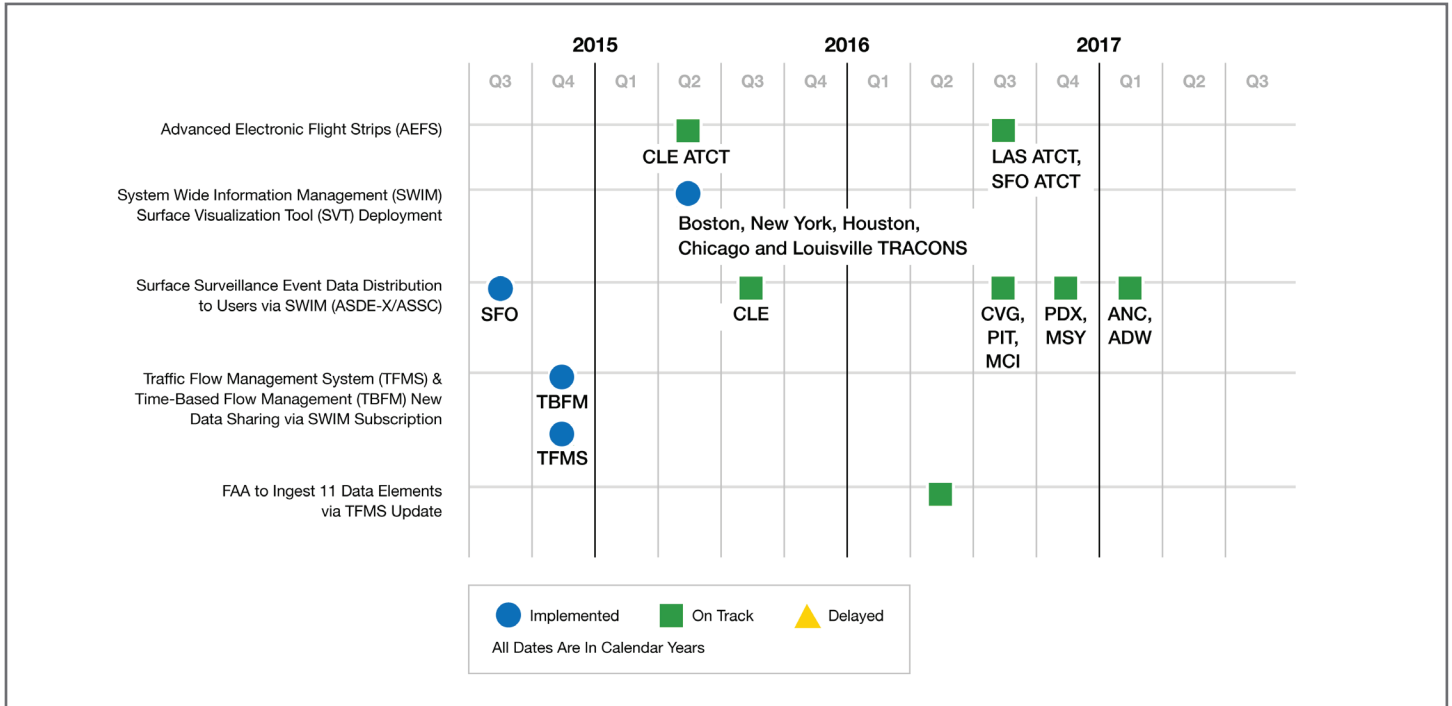 2015 2016 2017
Q3 Q4 Q1 Q2 Q3 Q4 Q1 Q2 Q3 Q4 Q1 Q2 Q3
Advanced Electronic Flight Strips (AEFS)
CLE ATCT
LAS ATCT,
SFO ATCT
System Wide Information Management (SWIM)
Surface Visualization Tool (SVT) Deployment
Boston, New York, Houston,
Chicago and Louisville TRACONS
Surface Surveillance Event Data Distribution
to Users via SWIM (ASDE-X/ASSC)
SFO
CLE
CVG,
PIT,
MCI
PDX,
MSY
ANC,
ADW
Traffic Flow Management System (TFMS) &
Time-Based Flow Management (TBFM) New
Data Sharing via SWIM Subscription
TBFM
TFMS
FAA to Ingest 11 Data Elements
via TFMS Update
Implemented On Track Delayed
All Dates Are In Calendar Years